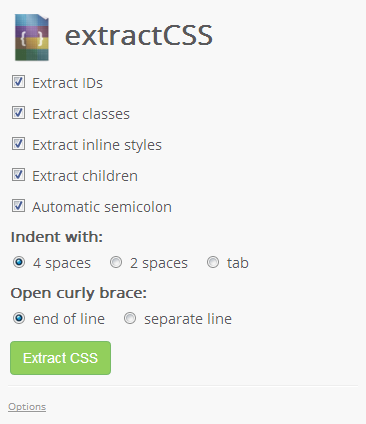 { }
extractCSS
Extract IDs
Extract classes
Extract inline styles
Extract children
Automatic semicolon
Indent with:
4 spaces 2 spaces tab
Open curly brace:
end of line separate line
Extract CSS
Options